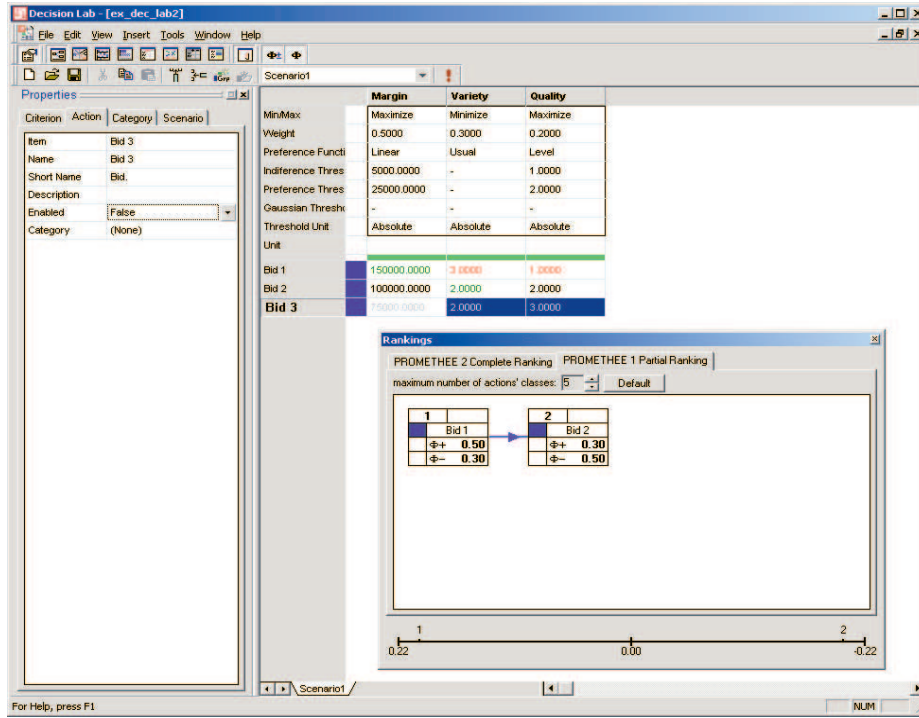 Decision Lab - [ex_dec_lab2]
File Edit View Insert Tools Window Help
Φ± Φ
Scenario1
Properties
Criterion Action Category Scenario
Item Bid 3
Name Bid 3
Short Name Bid.
Description
Enabled False
Category (None)
Margin Variety Quality
Min/Max Maximize Minimize Maximize
Weight 0.5000 0.3000 0.2000
Preference Functi Linear Usual Level
Indiference Thres 5000.0000 - 1.0000
Preference Thres 25000.0000 - 2.0000
Gaussian Thresho - - -
Threshold Unit Absolute Absolute Absolute
Unit
Bid 1 150000.0000 3.0000 1.0000
Bid 2 100000.0000 2.0000 2.0000
Bid 3 75000.0000 2.0000 3.0000
Rankings
PROMETHEE 2 Complete Ranking PROMETHEE 1 Partial Ranking
maximum number of actions' classes: 5 Default
1 2
Bid 1 Bid 2
Φ+ 0.50 Φ+ 0.30
Φ− 0.30 Φ− 0.50
1 2
0.22 0.00 -0.22
Scenario1
For Help, press F1 NUM